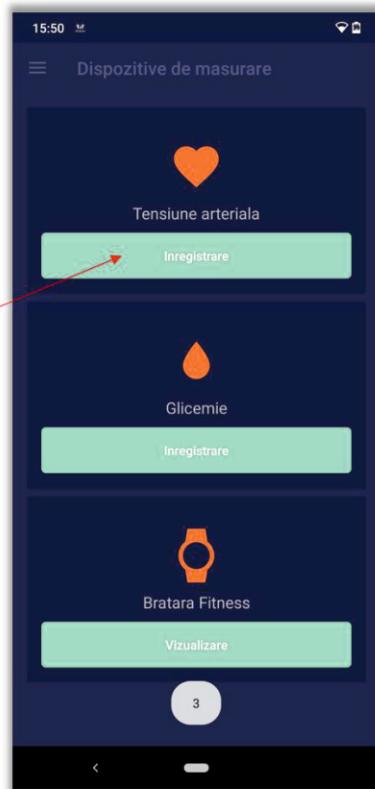 15:50
Dispozitive de masurare
Tensiune arteriala
Inregistrare
Glicemie
Inregistrare
Bratara Fitness
Vizualizare
3